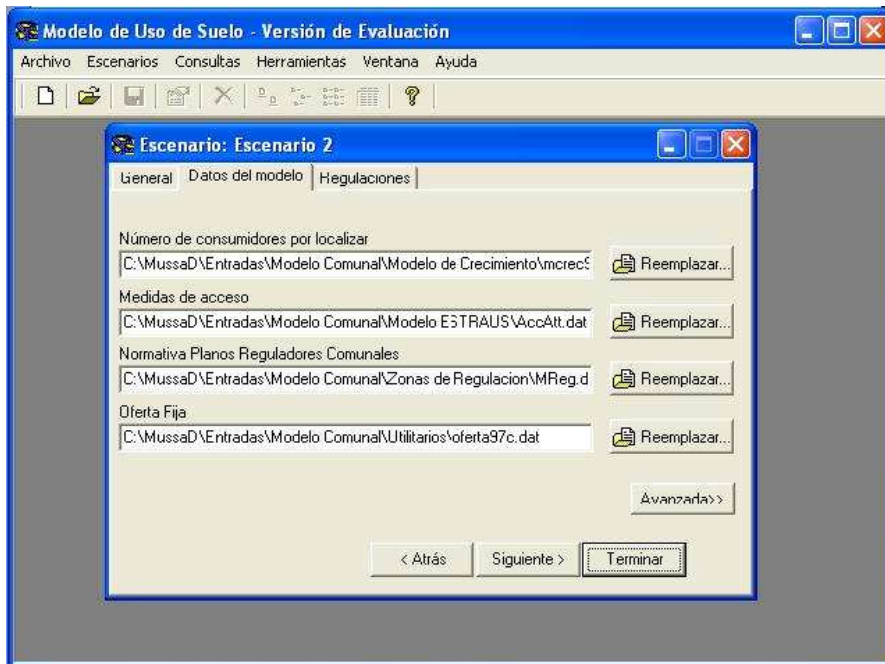 Modelo de Uso de Suelo - Versión de Evaluación
Archivo Escenarios Consultas Herramientas Ventana Ayuda
Escenario: Escenario 2
General Datos del modelo Regulaciones
Número de consumidores por localizar
C:\MussaD\Entradas\Modelo Comunal\Modelo de Crecimiento\mcrec9 Reemplazar...
Medidas de acceso
C:\MussaD\Entradas\Modelo Comunal\Modelo ESTRAUS\AccAtt.dat Reemplazar...
Normativa Planos Reguladores Comunales
C:\MussaD\Entradas\Modelo Comunal\Zonas de Regulacion\MReg.d Reemplazar...
Oferta Fija
C:\MussaD\Entradas\Modelo Comunal\Utilitarios\oferta97c.dat Reemplazar...
Avanzada>>
< Atrás Siguiente > Terminar